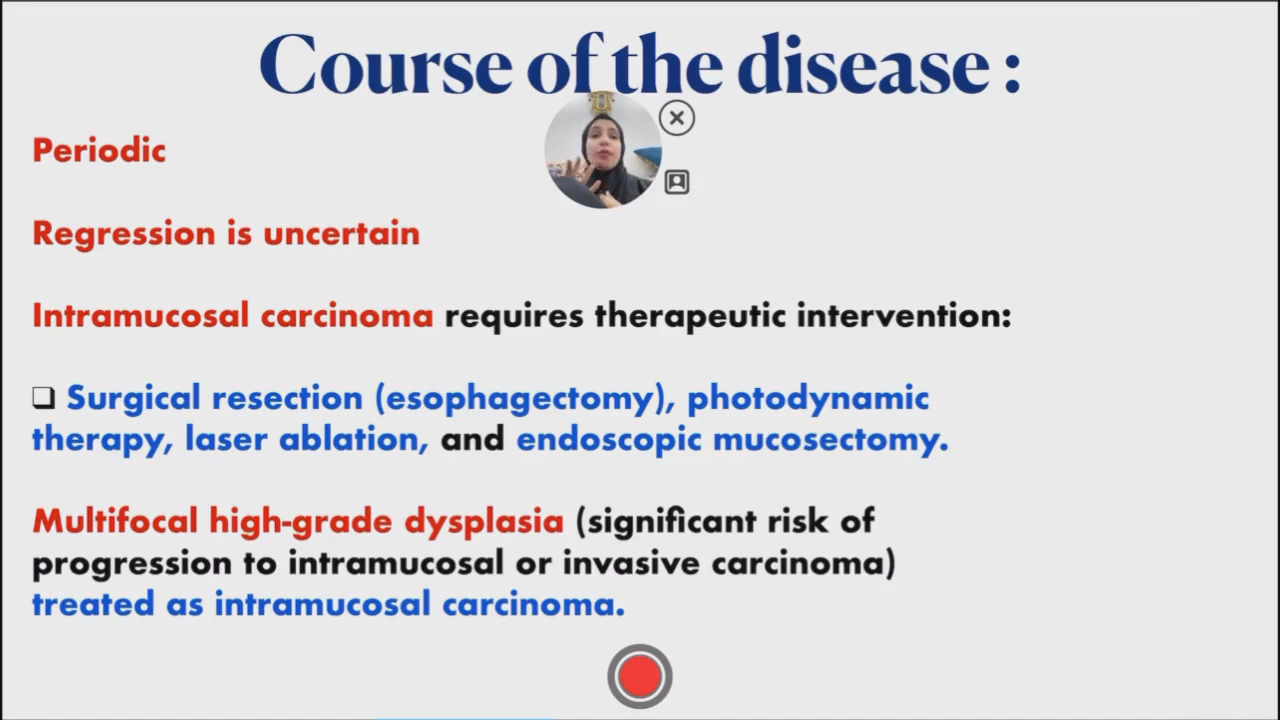 Course of the disease :
Periodic
Regression is uncertain
Intramucosal carcinoma requires therapeutic intervention:
❑ Surgical resection (esophagectomy), photodynamic
therapy, laser ablation, and endoscopic mucosectomy.
Multifocal high-grade dysplasia (significant risk of
progression to intramucosal or invasive carcinoma)
treated as intramucosal carcinoma.